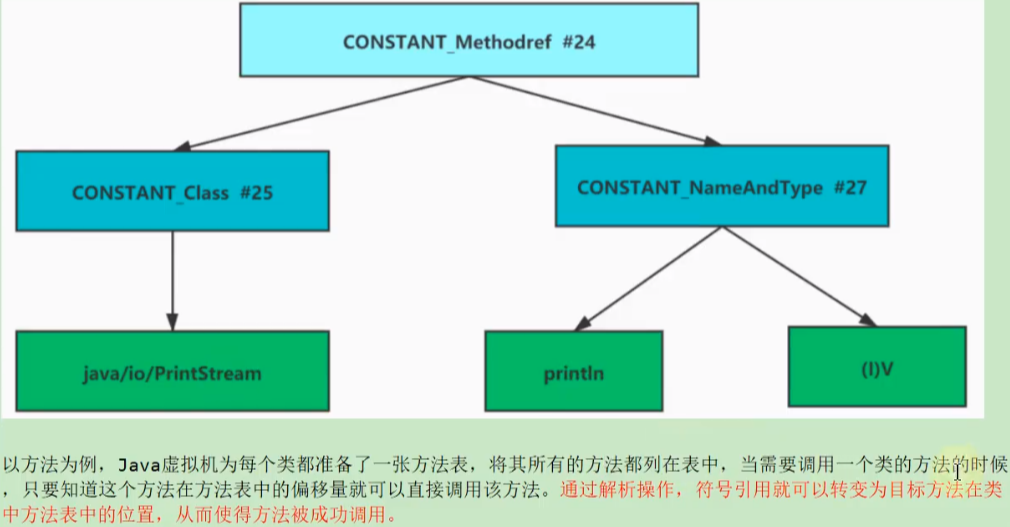 CONSTANT_Methodref #24
CONSTANT_Class #25
CONSTANT_NameAndType #27
java/io/PrintStream
println
(I)V
以方法为例，Java虚拟机为每个类都准备了一张方法表，将其所有的方法都列在表中，当需要调用一个类的方法的时候
，只要知道这个方法在方法表中的偏移量就可以直接调用该方法。通过解析操作，符号引用就可以转变为目标方法在类
中方法表中的位置，从而使得方法被成功调用。